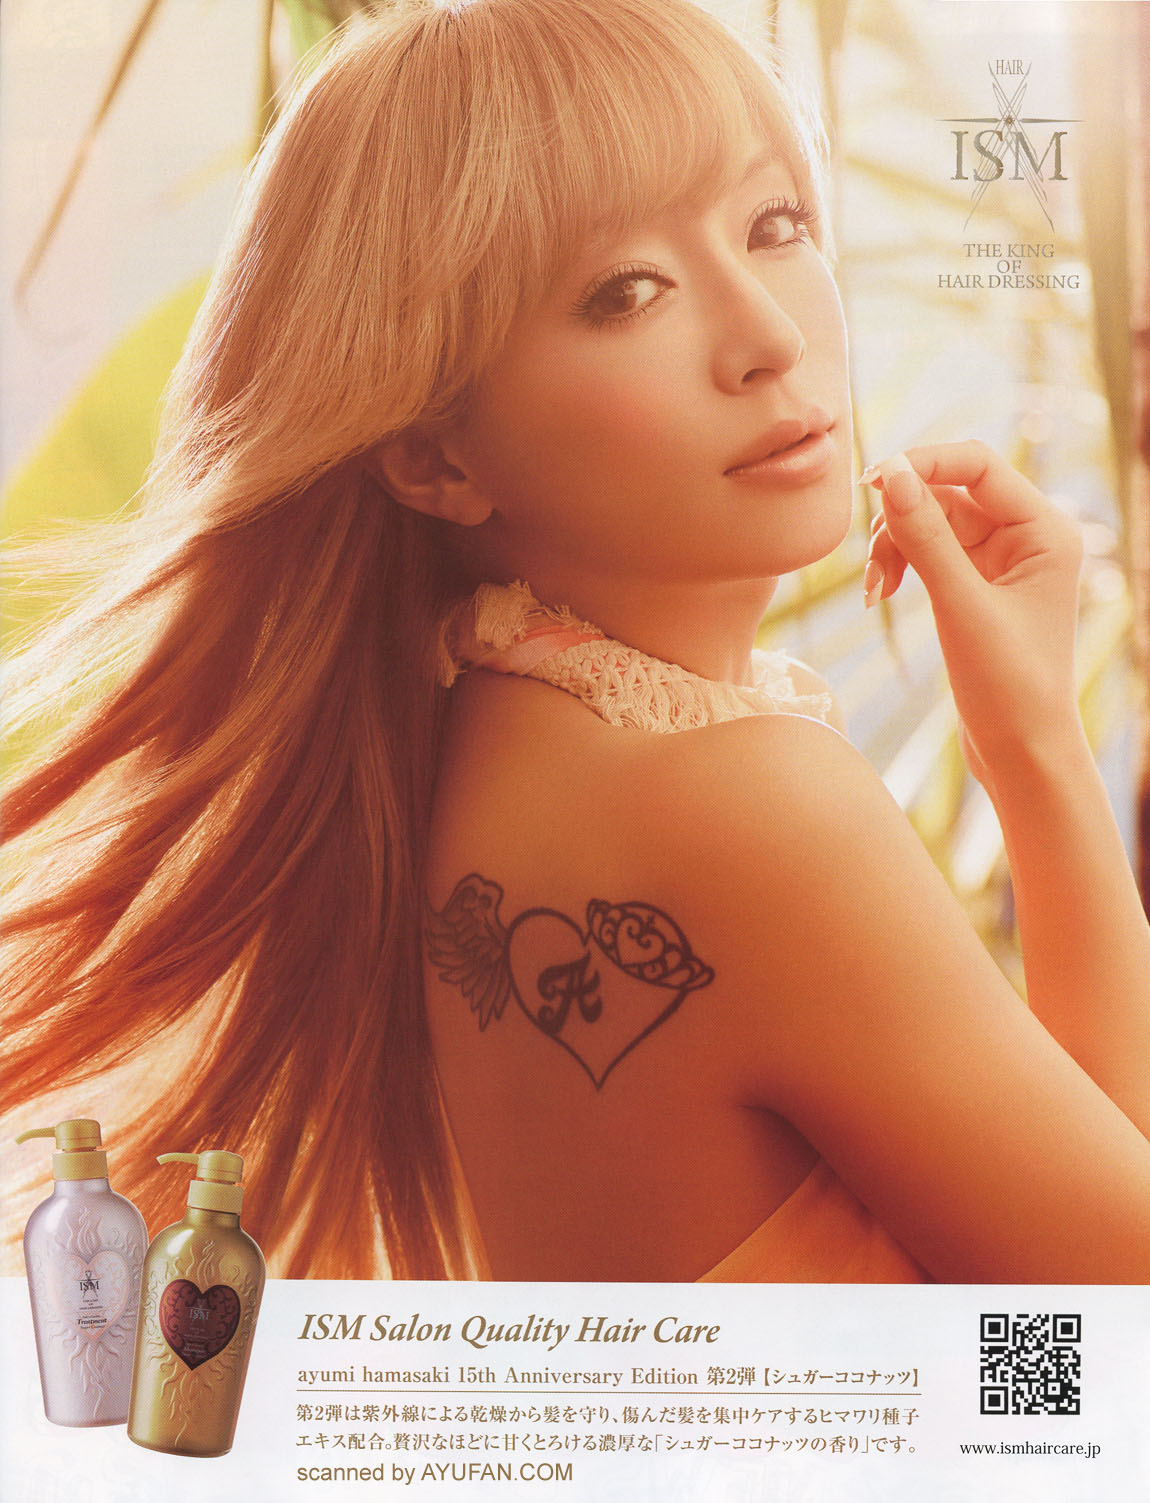 HAIR
ISM
THE KING
OF
HAIR DRESSING
A
ISM
Treatment
ISM
ISM Salon Quality Hair Care
ayumi hamasaki 15th Anniversary Edition 第2弾【シュガーココナッツ】
第2弾は紫外線による乾燥から髪を守り、傷んだ髪を集中ケアするヒマワリ種子
エキス配合。贅沢なほどに甘くとろける濃厚な「シュガーココナッツの香り」です。
scanned by AYUFAN.COM
www.ismhaircare.jp